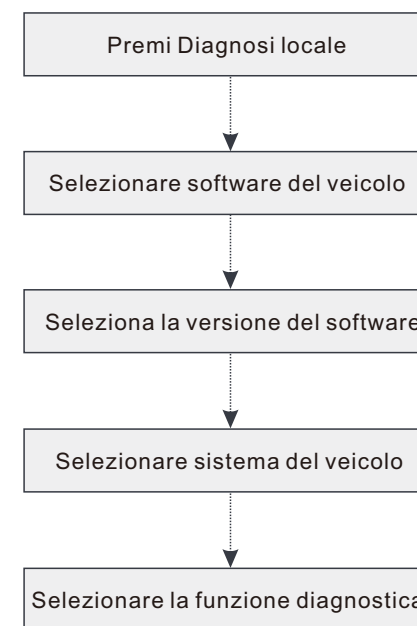 Premi Diagnosi locale
Selezionare software del veicolo
Seleziona la versione del software
Selezionare sistema del veicolo
Selezionare la funzione diagnostica